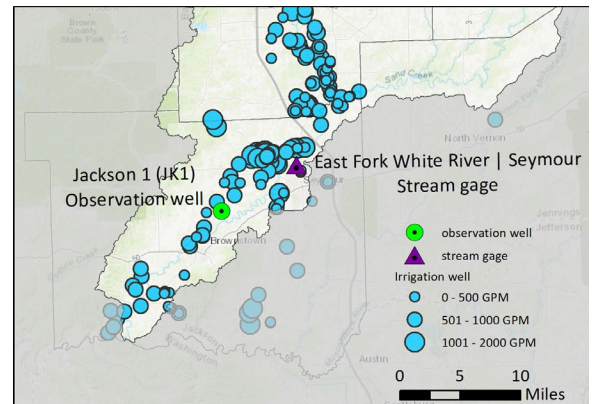 Brown
County
State Park
Sand Creek
North Vernon
East Fork White River | Seymour
Stream gage
Jackson 1 (JK1)
Observation well
Jennings
Jefferson
Brownstown
observation well
stream gage
Irrigation well
0 - 500 GPM
501 - 1000 GPM
1001 - 2000 GPM
Jackson
Washington
Austin
0 5 10
Miles